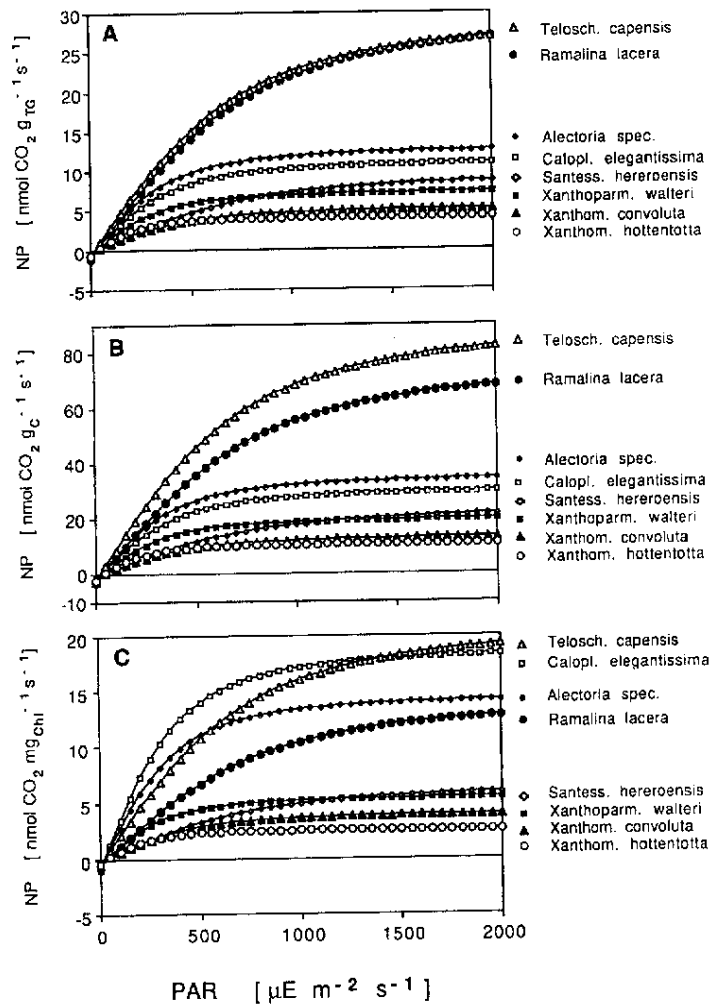 A
30
25
20
15
10
5
0
-5
NP [ nmol CO2 gTG-1 s-1 ]
Telosch. capensis
Ramalina lacera
Alectoria spec.
Calopl. elegantissima
Santess. hereroensis
Xanthoparm. walteri
Xanthom. convoluta
Xanthom. hottentotta
B
80
60
40
20
0
-10
NP [ nmol CO2 gC-1 s-1 ]
Telosch. capensis
Ramalina lacera
Alectoria spec.
Calopl. elegantissima
Santess. hereroensis
Xanthoparm. walteri
Xanthom. convoluta
Xanthom. hottentotta
C
20
15
10
5
0
-5
NP [ nmol CO2 mgChl-1 s-1 ]
Telosch. capensis
Calopl. elegantissima
Alectoria spec.
Ramalina lacera
Santess. hereroensis
Xanthoparm. walteri
Xanthom. convoluta
Xanthom. hottentotta
0 500 1000 1500 2000
PAR [ µE m-2 s-1 ]